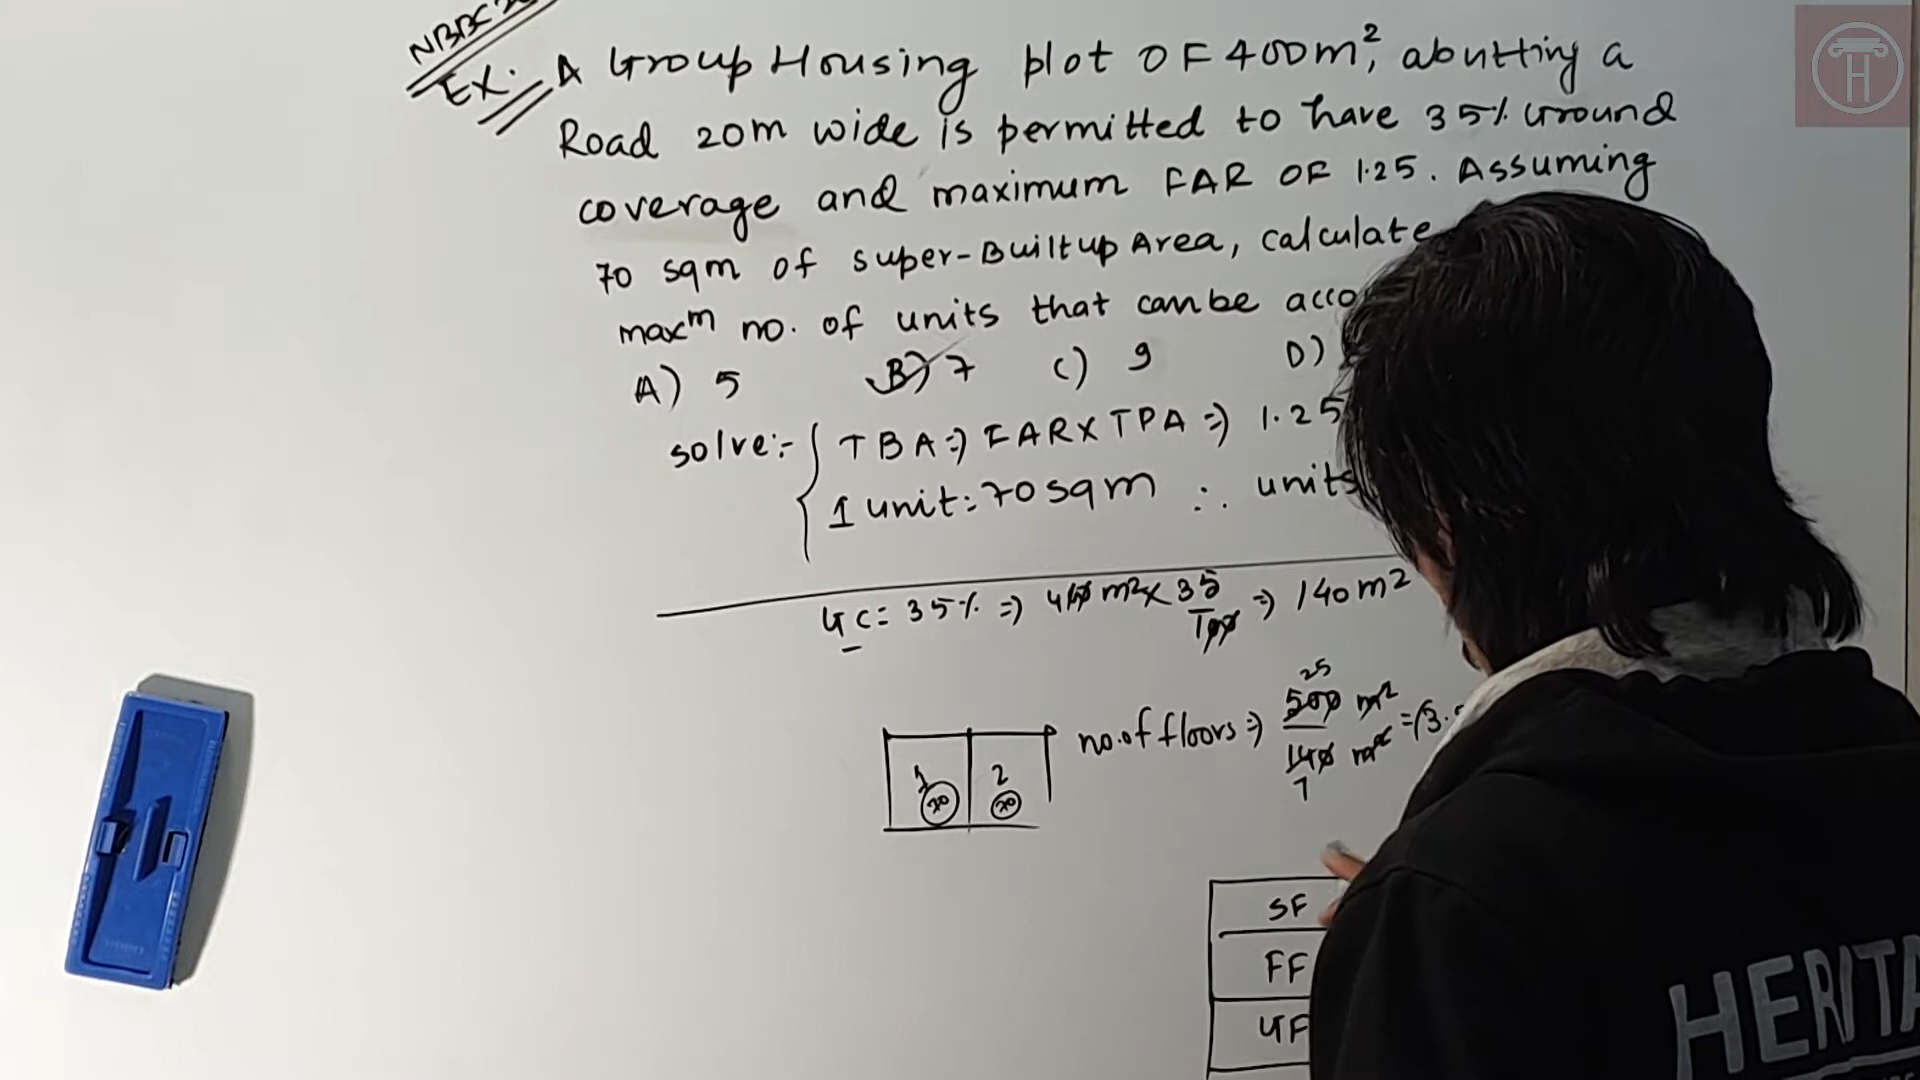 NBBC
EX. A Group Housing plot OF 400m², abutting a
Road 20m wide is permitted to have 35% Ground
coverage and maximum FAR OF 1.25. Assuming
70 sqm of super-Builtup Area, calculate
maxᵐ no. of units that can be
A) 5 B) 7 C) 9 D)
solve:- TBA => FAR X TPA => 1.25
1 unit = 70 sqm ∴ units
GC = 35% => 400 m² x 35/100 => 140 m²
25
no. of floors => 500 m²/140 m² = (3.
7
1 2
70 70
SF
FF
GF
H
HERITA